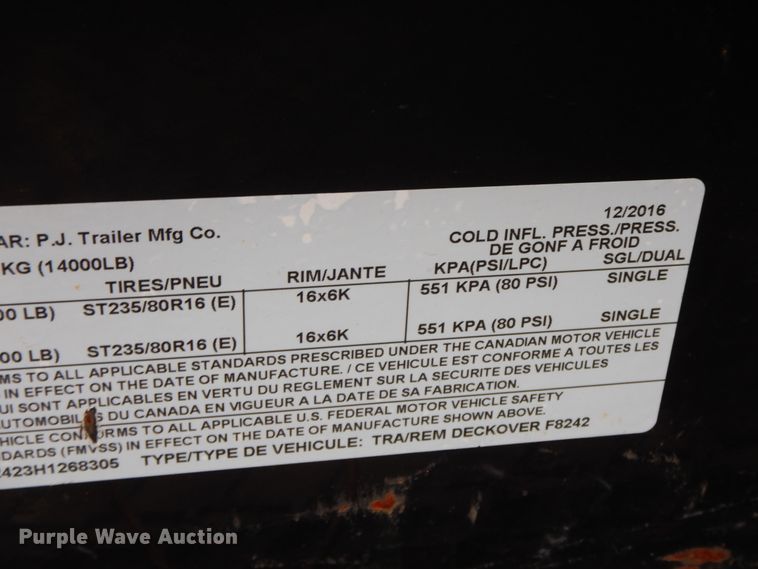 12/2016
AR: P.J. Trailer Mfg Co.
COLD INFL. PRESS./PRESS.
DE GONF A FROID
KG (14000LB)
TIRES/PNEU RIM/JANTE KPA(PSI/LPC) SGL/DUAL
00 LB) ST235/80R16 (E) 16x6K 551 KPA (80 PSI) SINGLE
00 LB) ST235/80R16 (E) 16x6K 551 KPA (80 PSI) SINGLE
RMS TO ALL APPLICABLE STANDARDS PRESCRIBED UNDER THE CANADIAN MOTOR VEHICLE
IN EFFECT ON THE DATE OF MANUFACTURE. / CE VEHICULE EST CONFORME A TOUTES LES
UI SONT APPLICABLES EN VERTU DU REGLEMENT SUR LA SECURITE DES VEHICULES
AUTOMOBILES DU CANADA EN VIGUEUR A LA DATE DE SA FABRICATION.
HICLE CONFORMS TO ALL APPLICABLE U.S. FEDERAL MOTOR VEHICLE SAFETY
NDARDS (FMVSS) IN EFFECT ON THE DATE OF MANUFACTURE SHOWN ABOVE.
2423H1268305 TYPE/TYPE DE VEHICULE: TRA/REM DECKOVER F8242
Purple Wave Auction